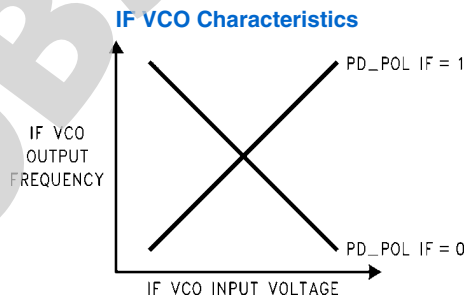 IF VCO Characteristics
PD_POL IF = 1
IF VCO
OUTPUT
FREQUENCY
PD_POL IF = 0
IF VCO INPUT VOLTAGE